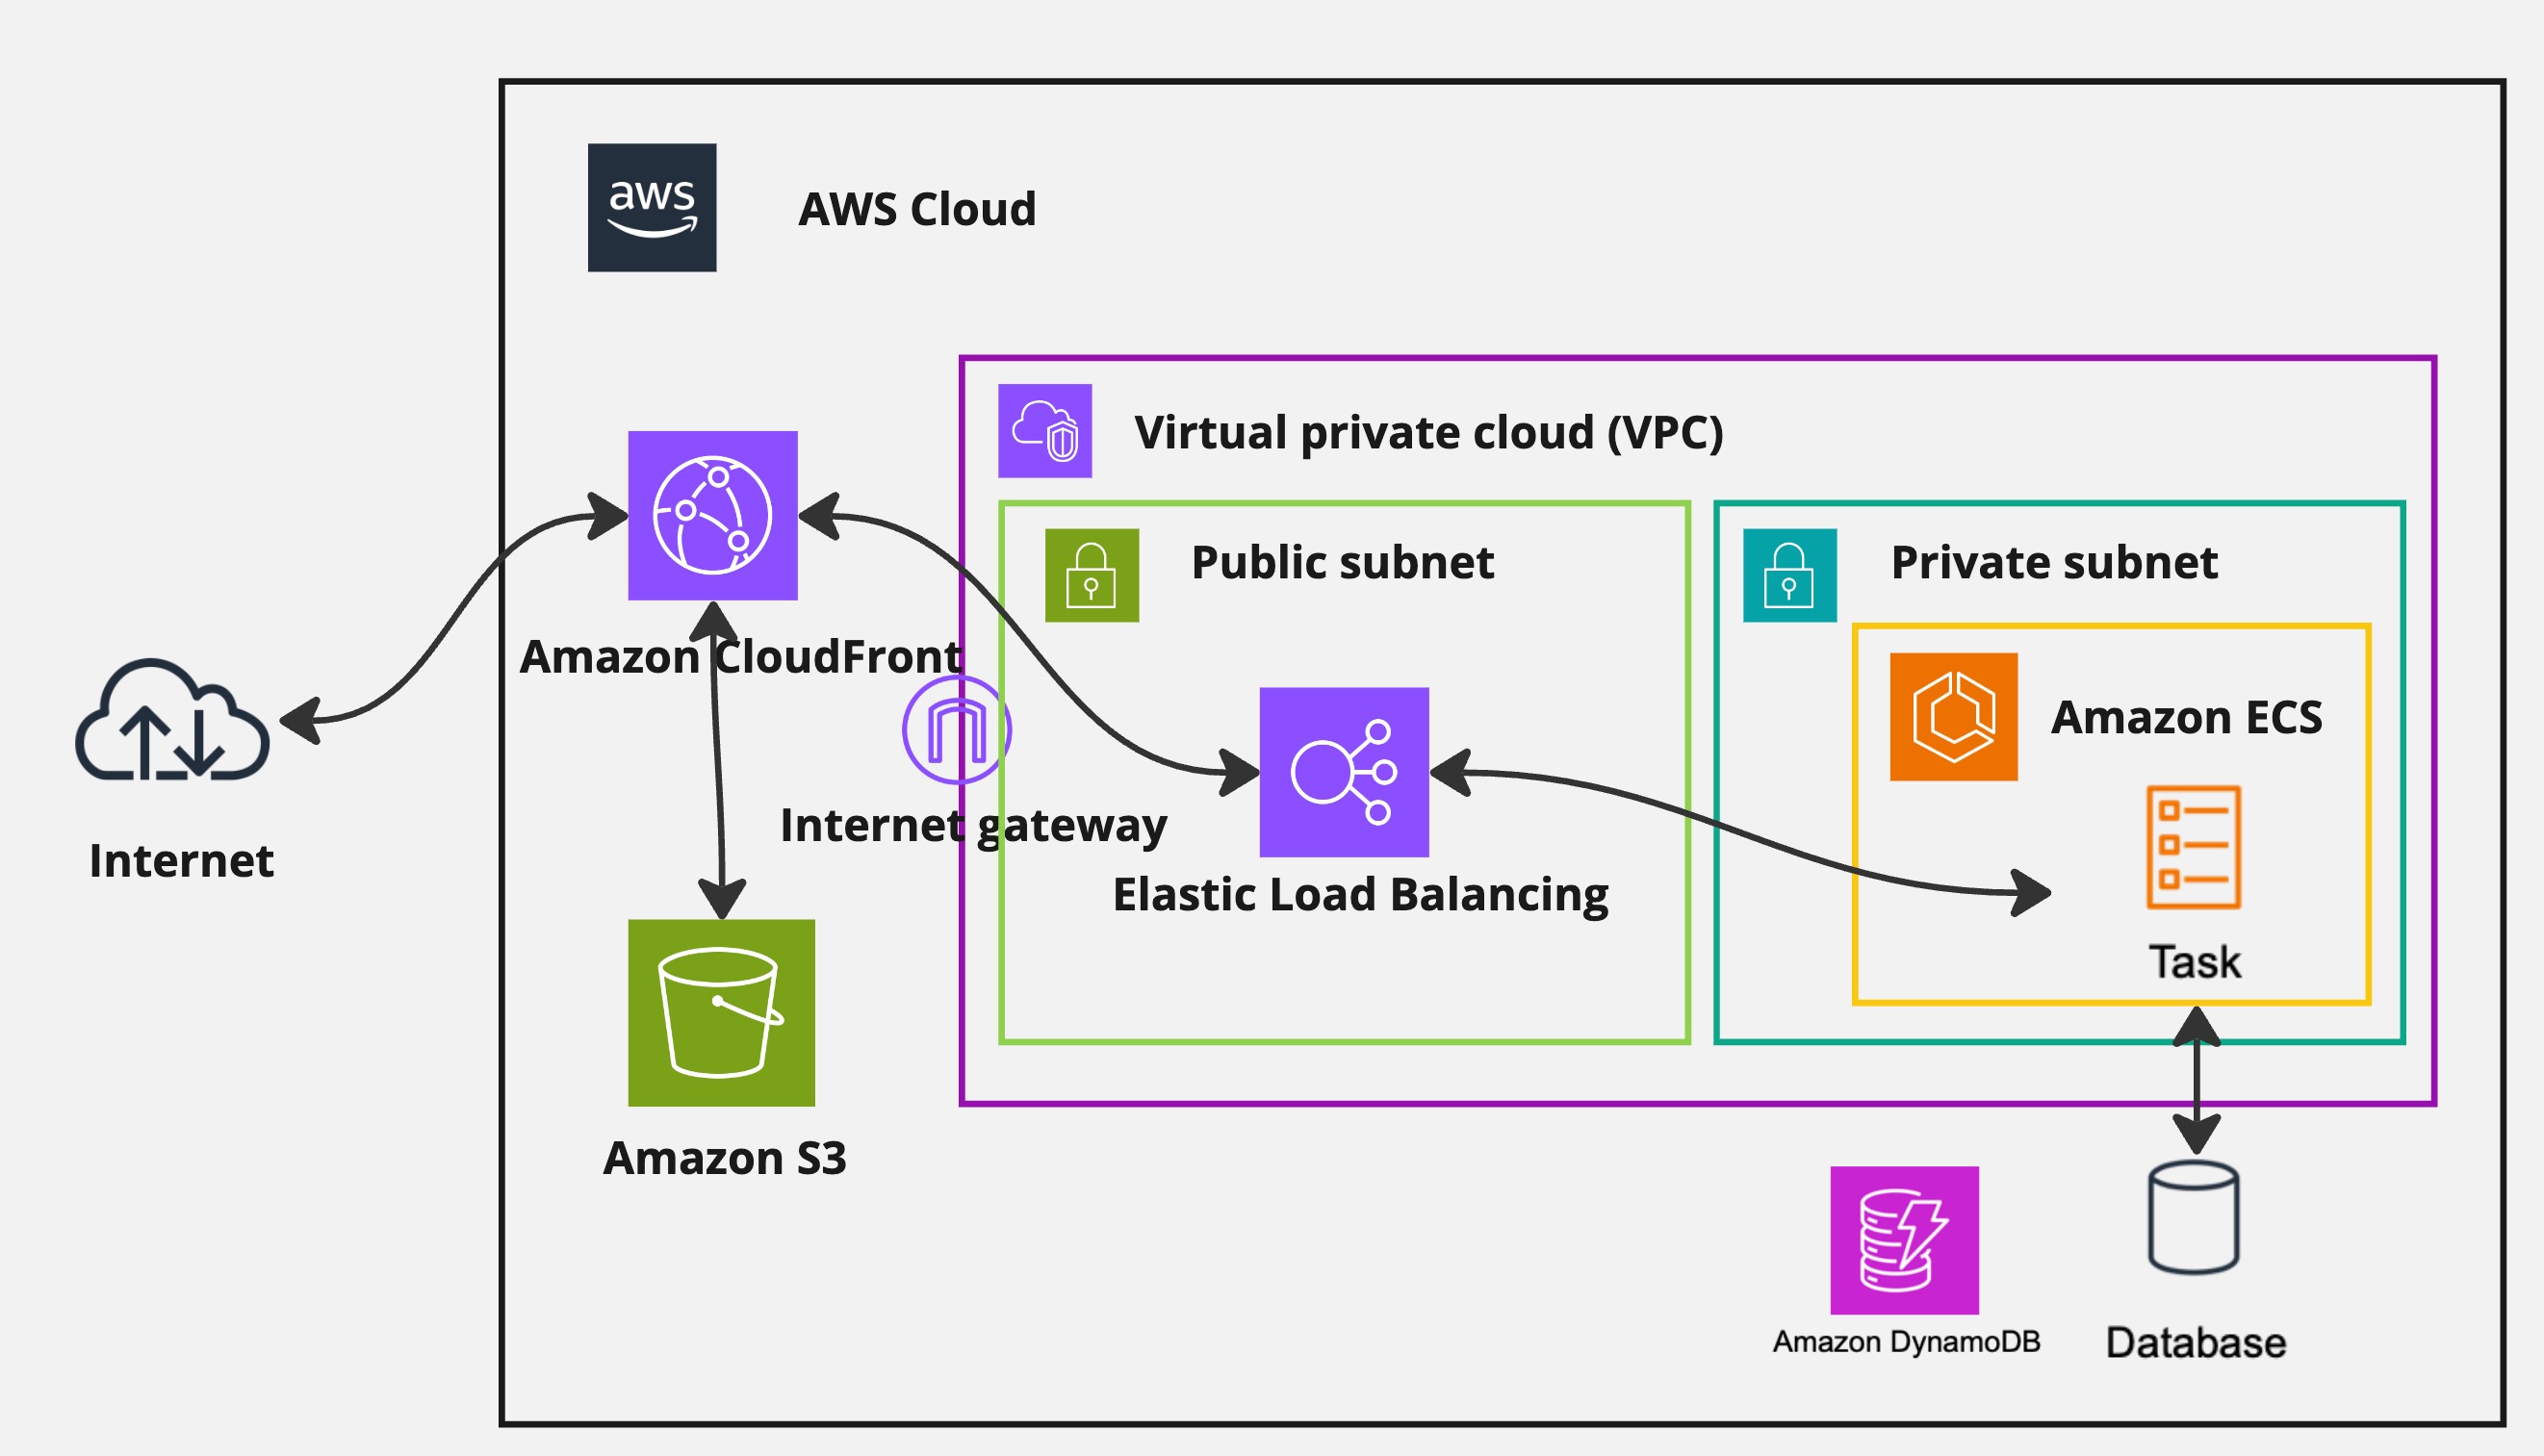 aws
AWS Cloud
Virtual private cloud (VPC)
Public subnet
Private subnet
Amazon CloudFront
Amazon ECS
Internet gateway
Internet
Elastic Load Balancing
Task
Amazon S3
Amazon DynamoDB
Database